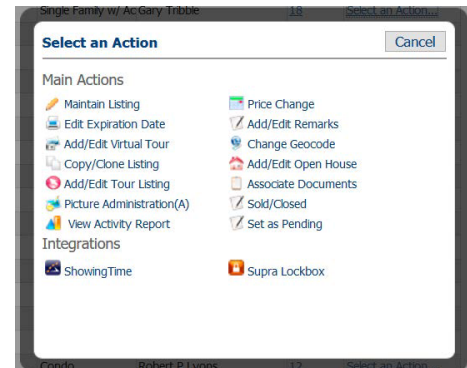 Single Family w/ Ac Gary Tribble 18 Select an Action...
Select an Action Cancel
Main Actions
Maintain Listing Price Change
Edit Expiration Date Add/Edit Remarks
Add/Edit Virtual Tour Change Geocode
Copy/Clone Listing Add/Edit Open House
Add/Edit Tour Listing Associate Documents
Picture Administration(A) Sold/Closed
View Activity Report Set as Pending
Integrations
ShowingTime Supra Lockbox
Condo Robert P Lyons 12 Select an Action